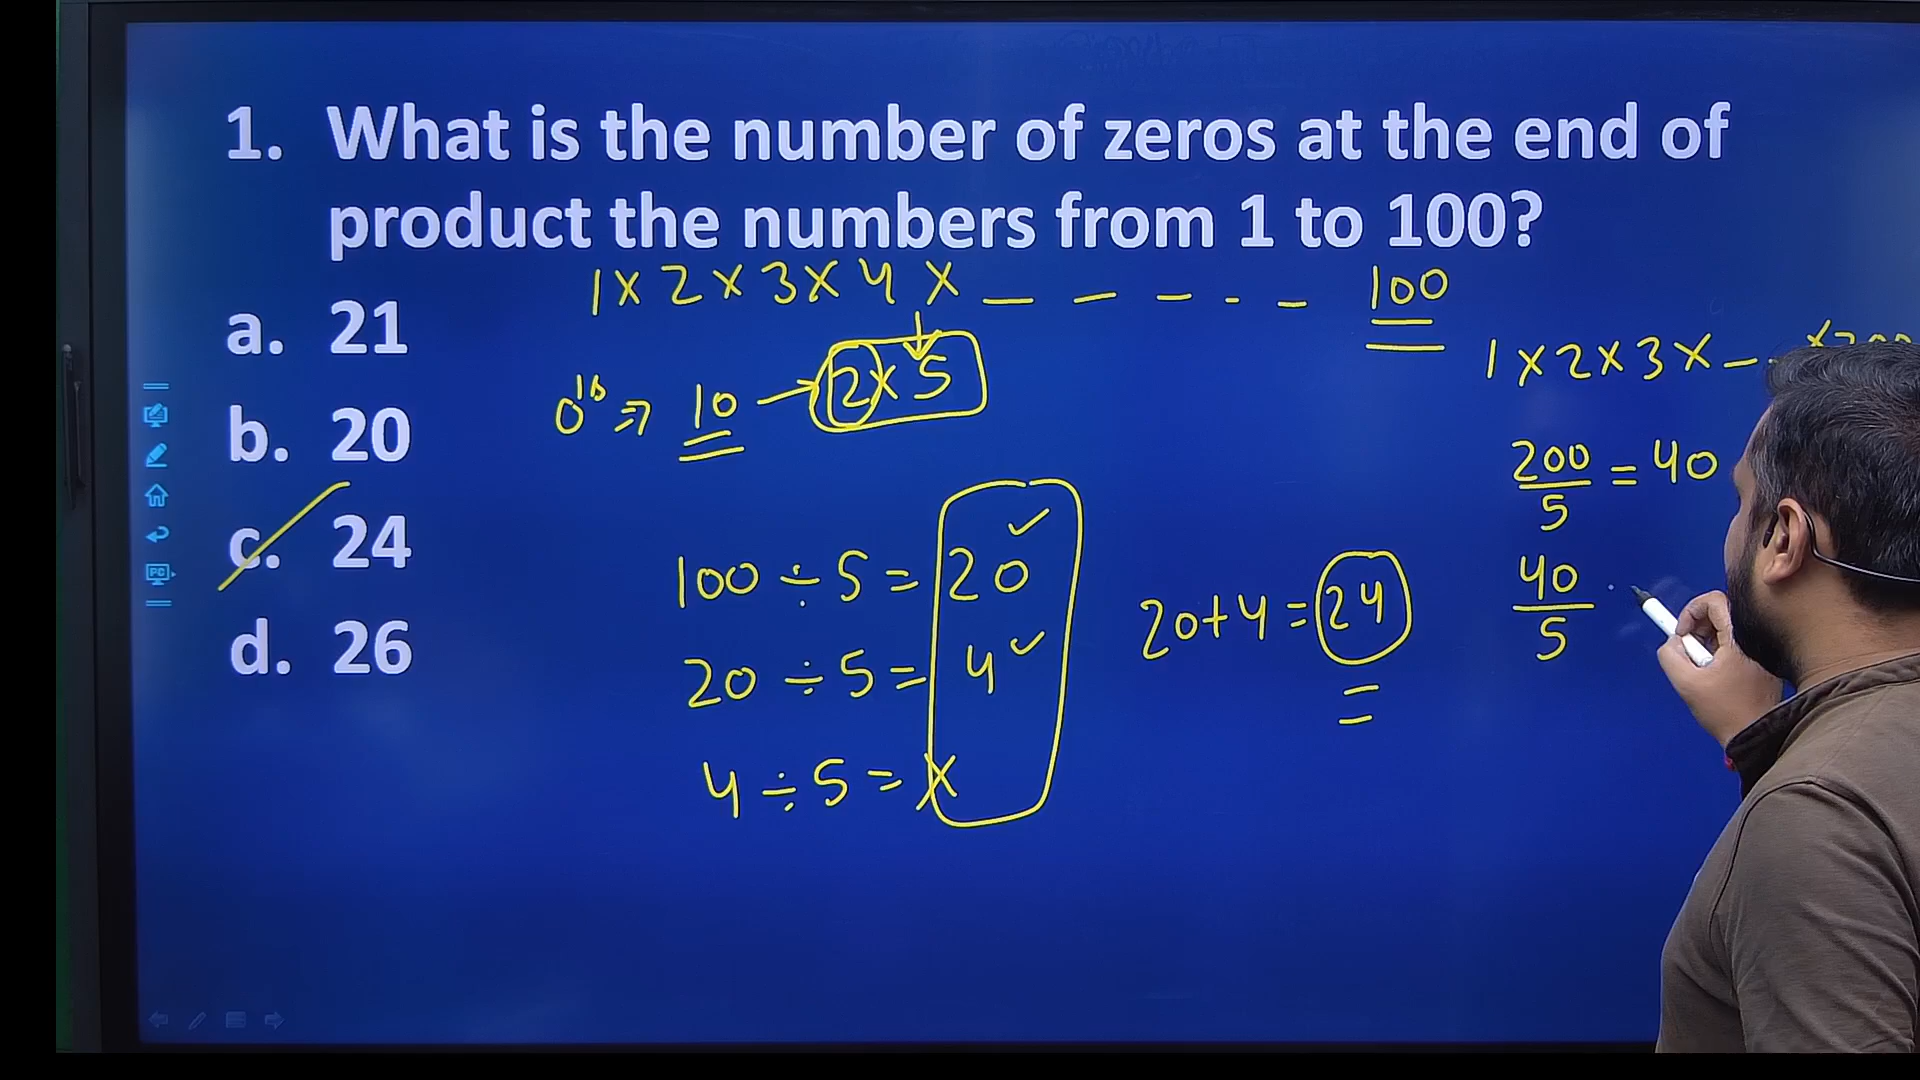 1. What is the number of zeros at the end of
product the numbers from 1 to 100?
1 x 2 x 3 x 4 x _ _ _ - _ 100
a. 21
1 x 2 x 3 x _ - x 200
0 ⇒ 10 → 2 x 5
b. 20
200/5 = 40
c. 24
100 ÷ 5 = 20 ✓
40/5
20 + 4 = 24
d. 26
20 ÷ 5 = 4 ✓
4 ÷ 5 = x
PC